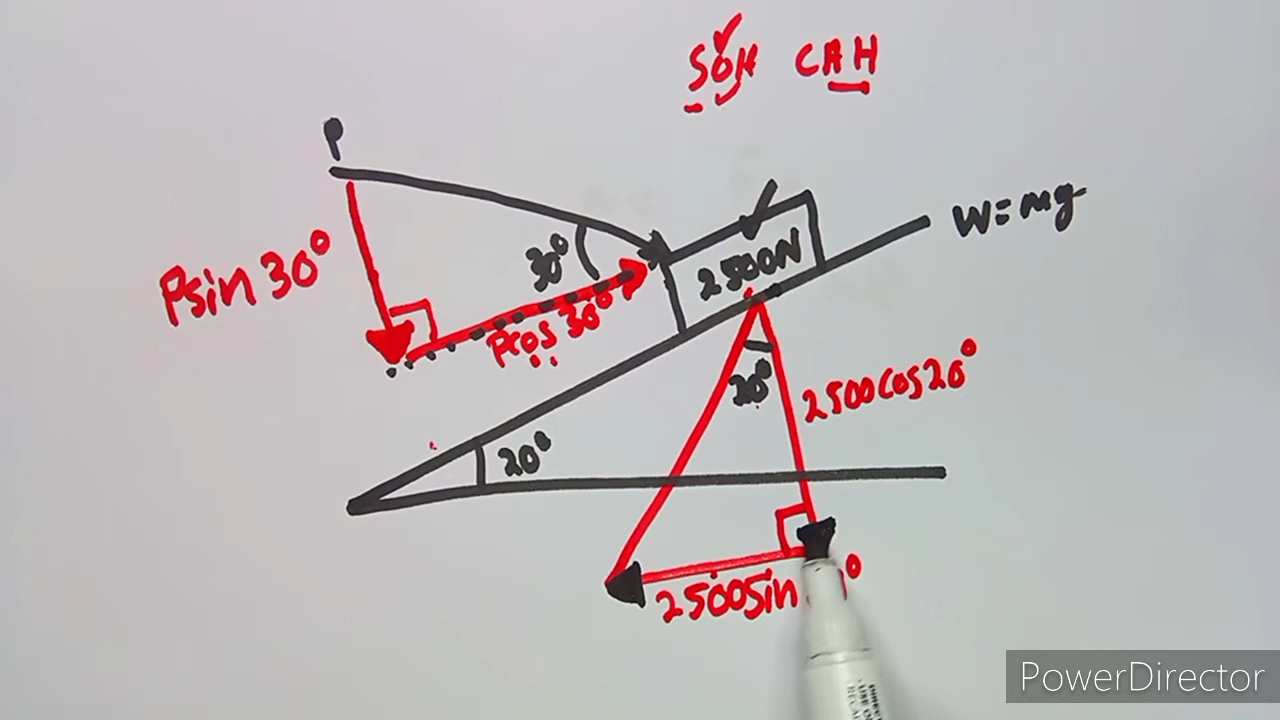 SOH CAH
P
W=mg
30°
2500N
Psin 30°
Pcos 30°
20°
2500cos20°
20°
2500Sin
PowerDirector